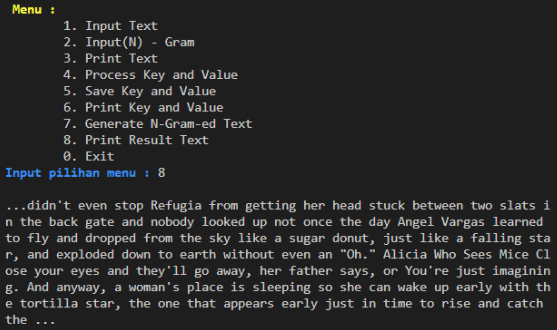 Menu :
1. Input Text
2. Input(N) - Gram
3. Print Text
4. Process Key and Value
5. Save Key and Value
6. Print Key and Value
7. Generate N-Gram-ed Text
8. Print Result Text
0. Exit
Input pilihan menu : 8
...didn't even stop Refugia from getting her head stuck between two slats i
n the back gate and nobody looked up not once the day Angel Vargas learned
to fly and dropped from the sky like a sugar donut, just like a falling sta
r, and exploded down to earth without even an "Oh." Alicia Who Sees Mice Cl
ose your eyes and they'll go away, her father says, or You're just imaginin
g. And anyway, a woman's place is sleeping so she can wake up early with th
e tortilla star, the one that appears early just in time to rise and catch
the ...